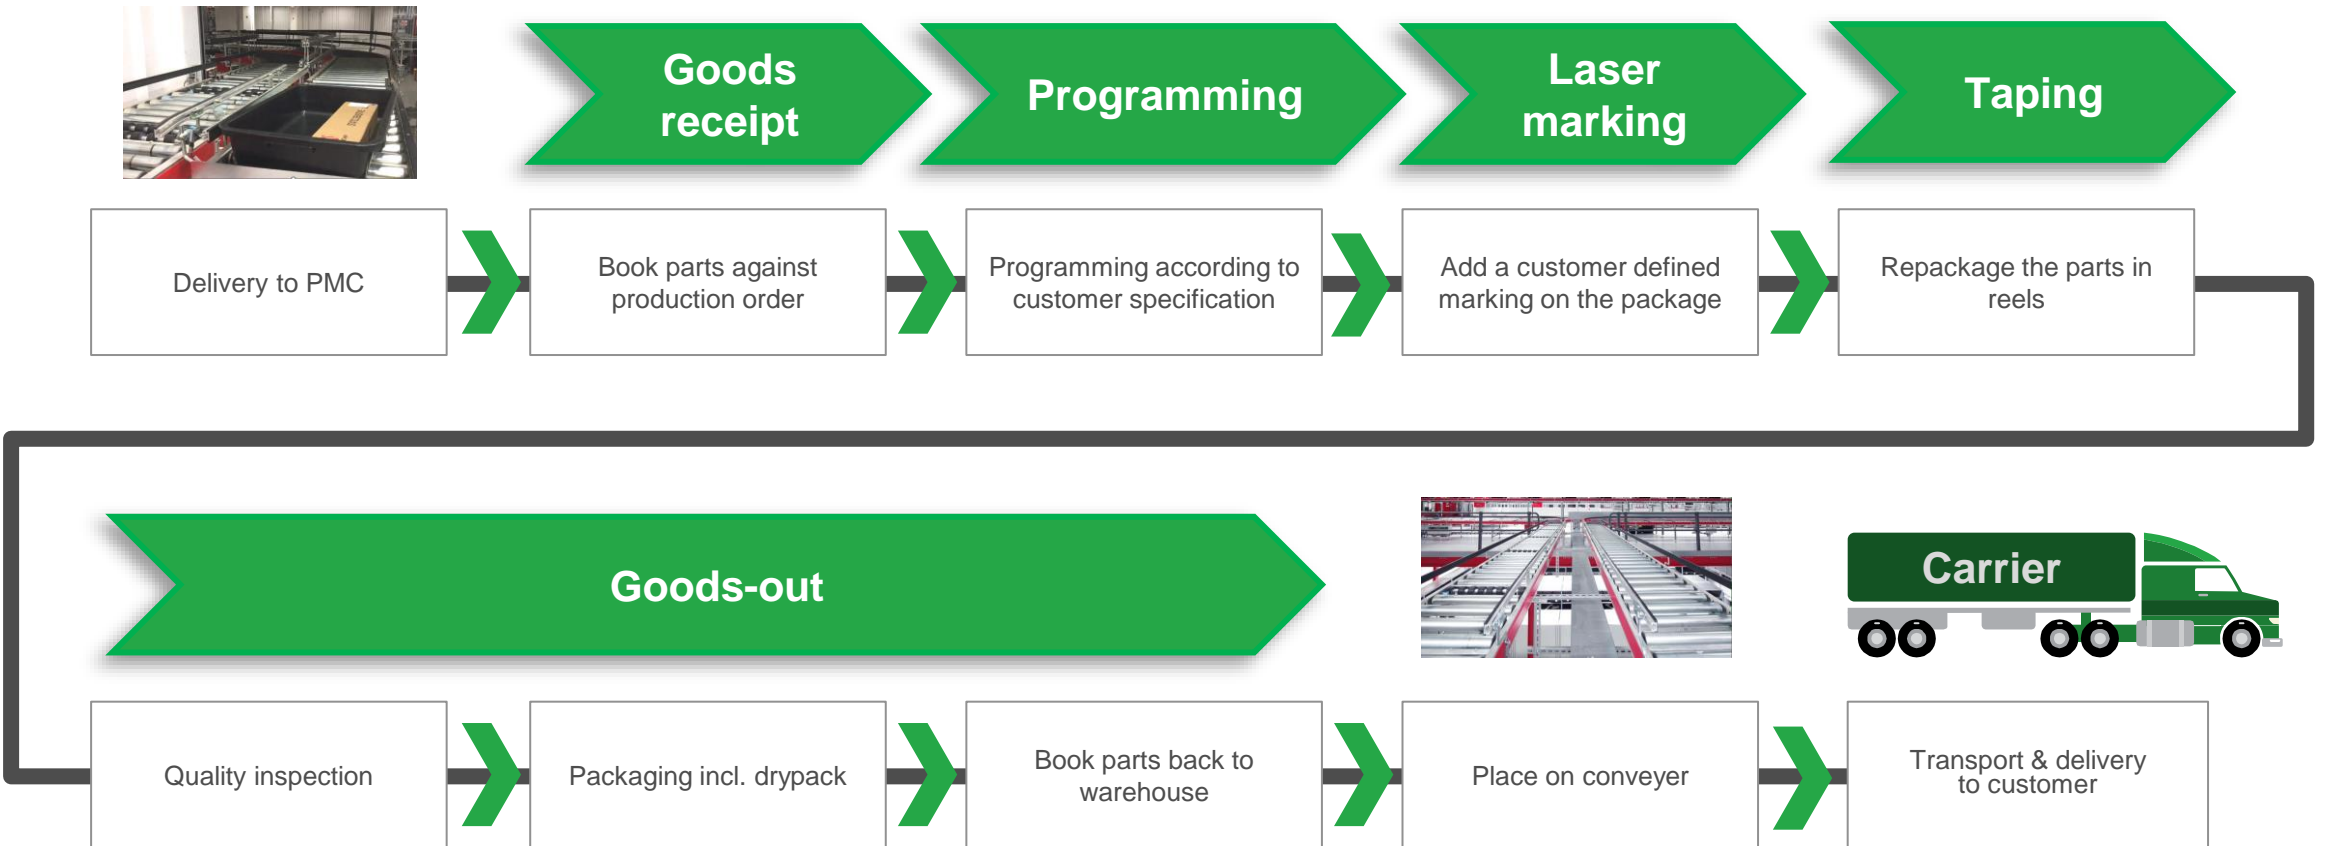 Goods
receipt
Programming
Laser
marking
Taping
Delivery to PMC
Book parts against
production order
Programming according to
customer specification
Add a customer defined
marking on the package
Repackage the parts in
reels
Goods-out
Carrier
Quality inspection
Packaging incl. drypack
Book parts back to
warehouse
Place on conveyer
Transport & delivery
to customer